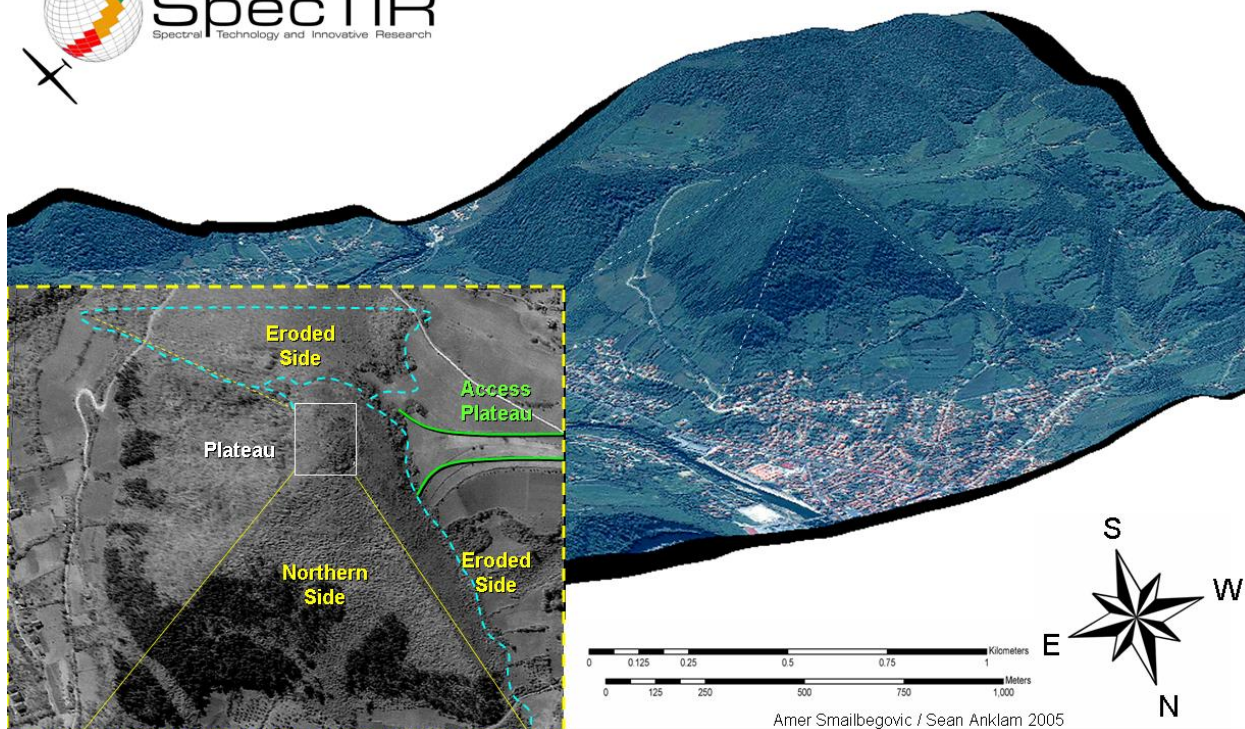 SpecTIR
Spectral Technology and Innovative Research
Eroded
Side
Access
Plateau
Plateau
Northern
Side
Eroded
Side
S
W
E
N
0 0.125 0.25 0.5 0.75 1 Kilometers
0 125 250 500 750 1,000 Meters
Amer Smailbegovic / Sean Anklam 2005